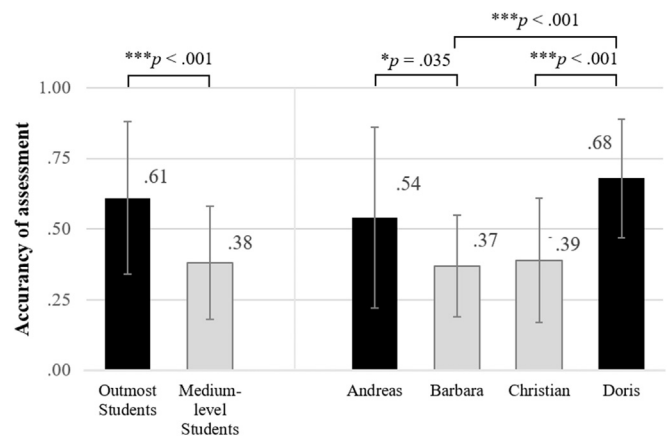 ***p < .001
***p < .001
*p = .035
***p < .001
Accurancy of assessment
1.00
.75
.50
.25
.00
.61
.38
.54
.37
.39
.68
Outmost
Students
Medium-
level
Students
Andreas
Barbara
Christian
Doris